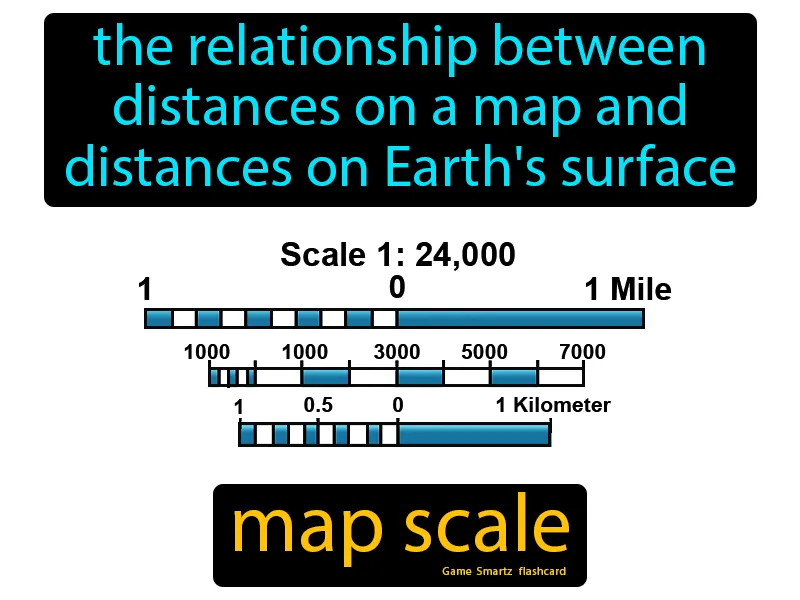 the relationship between
distances on a map and
distances on Earth's surface
Scale 1: 24,000
1 0 1 Mile
1000 1000 3000 5000 7000
1 0.5 0 1 Kilometer
map scale
Game Smartz flashcard